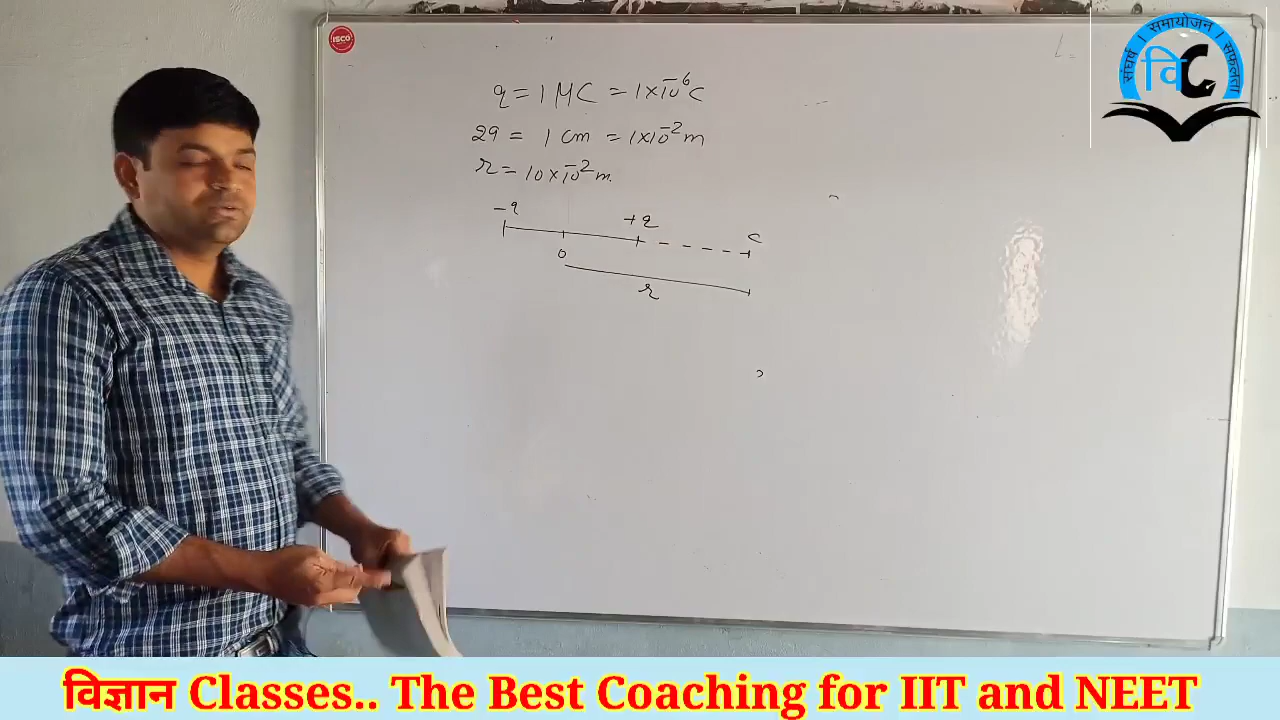 ISCO
संघर्ष । समायोजन । सफलता
वि C
q = 1 μC = 1×10⁻⁶ C
2a = 1 cm = 1×10⁻² m
r = 10×10⁻² m.
-q +q C
O
r
विज्ञान Classes.. The Best Coaching for IIT and NEET